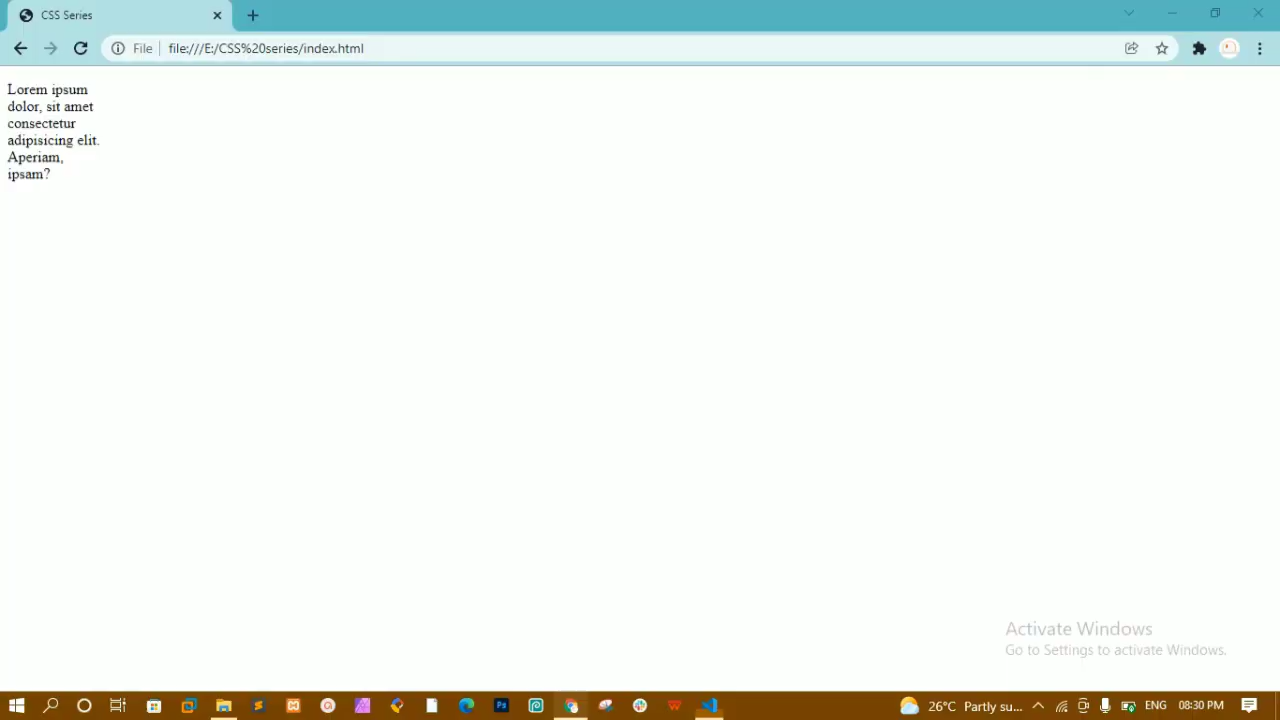 CSS Series
File
file:///E:/CSS%20series/index.html
Lorem ipsum
dolor, sit amet
consectetur
adipisicing elit.
Aperiam,
ipsam?
Activate Windows
Go to Settings to activate Windows.
Ps
26°C Partly su...
ENG
08:30 PM